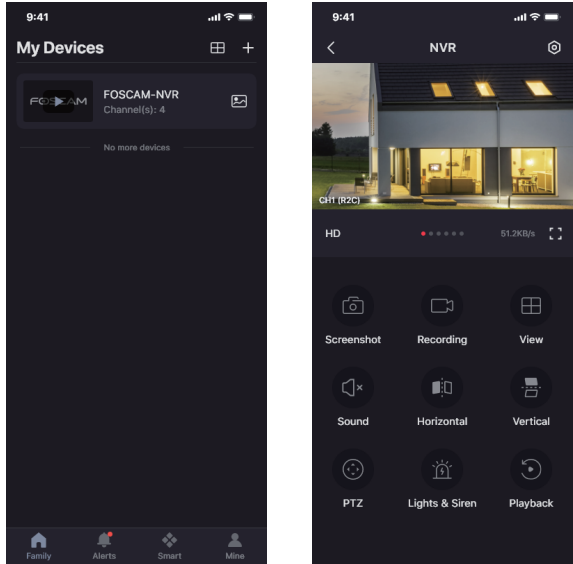 9:41
My Devices
FOSCAM
FOSCAM-NVR
Channel(s): 4
No more devices
Family
Alerts
Smart
Mine
9:41
NVR
CH1 (R2C)
HD
51.2KB/s
Screenshot
Recording
View
Sound
Horizontal
Vertical
PTZ
Lights & Siren
Playback